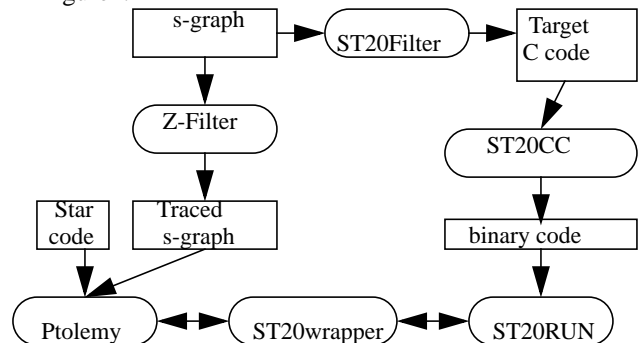 s-graph
ST20Filter
Target
C code
Z-Filter
ST20CC
Star
code
Traced
s-graph
binary code
Ptolemy
ST20wrapper
ST20RUN